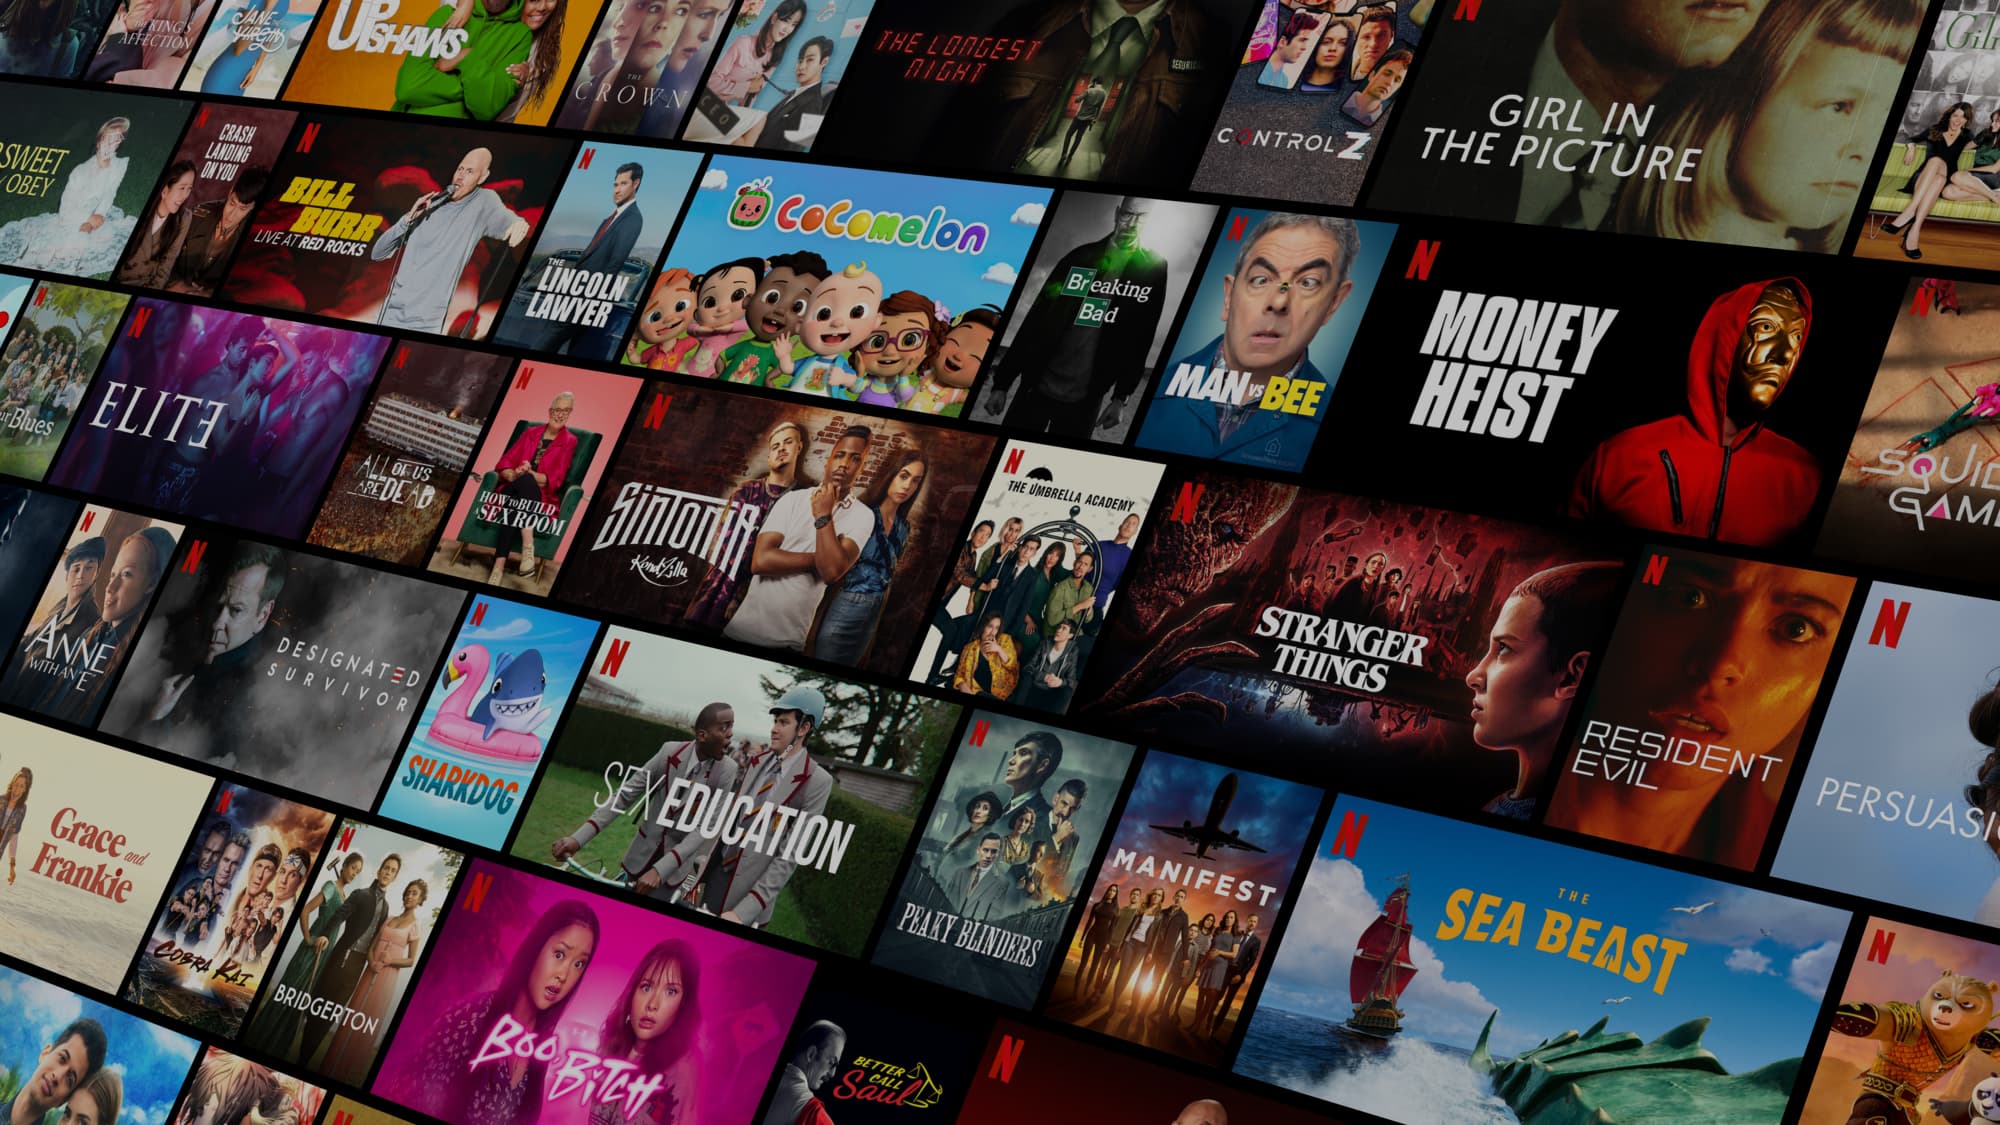 THE KING'S
AFFECTION
JANE
THE
VIRGIN
UPSHAWS
THE
CROWN
THE LONGEST
NIGHT
SEGURIDAD
CONTROL Z
N
GIRL IN
THE PICTURE
SWEET
OBEY
N
CRASH
LANDING
ON YOU
N
BILL
BURR
LIVE AT RED ROCKS
N
THE
LINCOLN
LAWYER
CoComelon
Breaking
Bad
N
MAN VS BEE
N
MONEY
HEIST
N
SQUID
GAM
N
ur Blues
N
ELITE
N
ALL OF US
ARE DEAD
N
HOW TO BUILD
A SEX ROOM
N
SINTONIA
KondZilla
N
THE UMBRELLA ACADEMY
N
STRANGER
THINGS
N
RESIDENT
EVIL
N
PERSUASI
N
ANNE
WITH AN "E"
N
DESIGNATED
SURVIVOR
N
SHARKDOG
N
SEX EDUCATION
N
PEAKY BLINDERS
MANIFEST
N
THE
SEA BEAST
N
Grace and
Frankie
N
COBRA KAI
N
BRIDGERTON
N
BOO
BITCH
BETTER
CALL
Saul
N
N